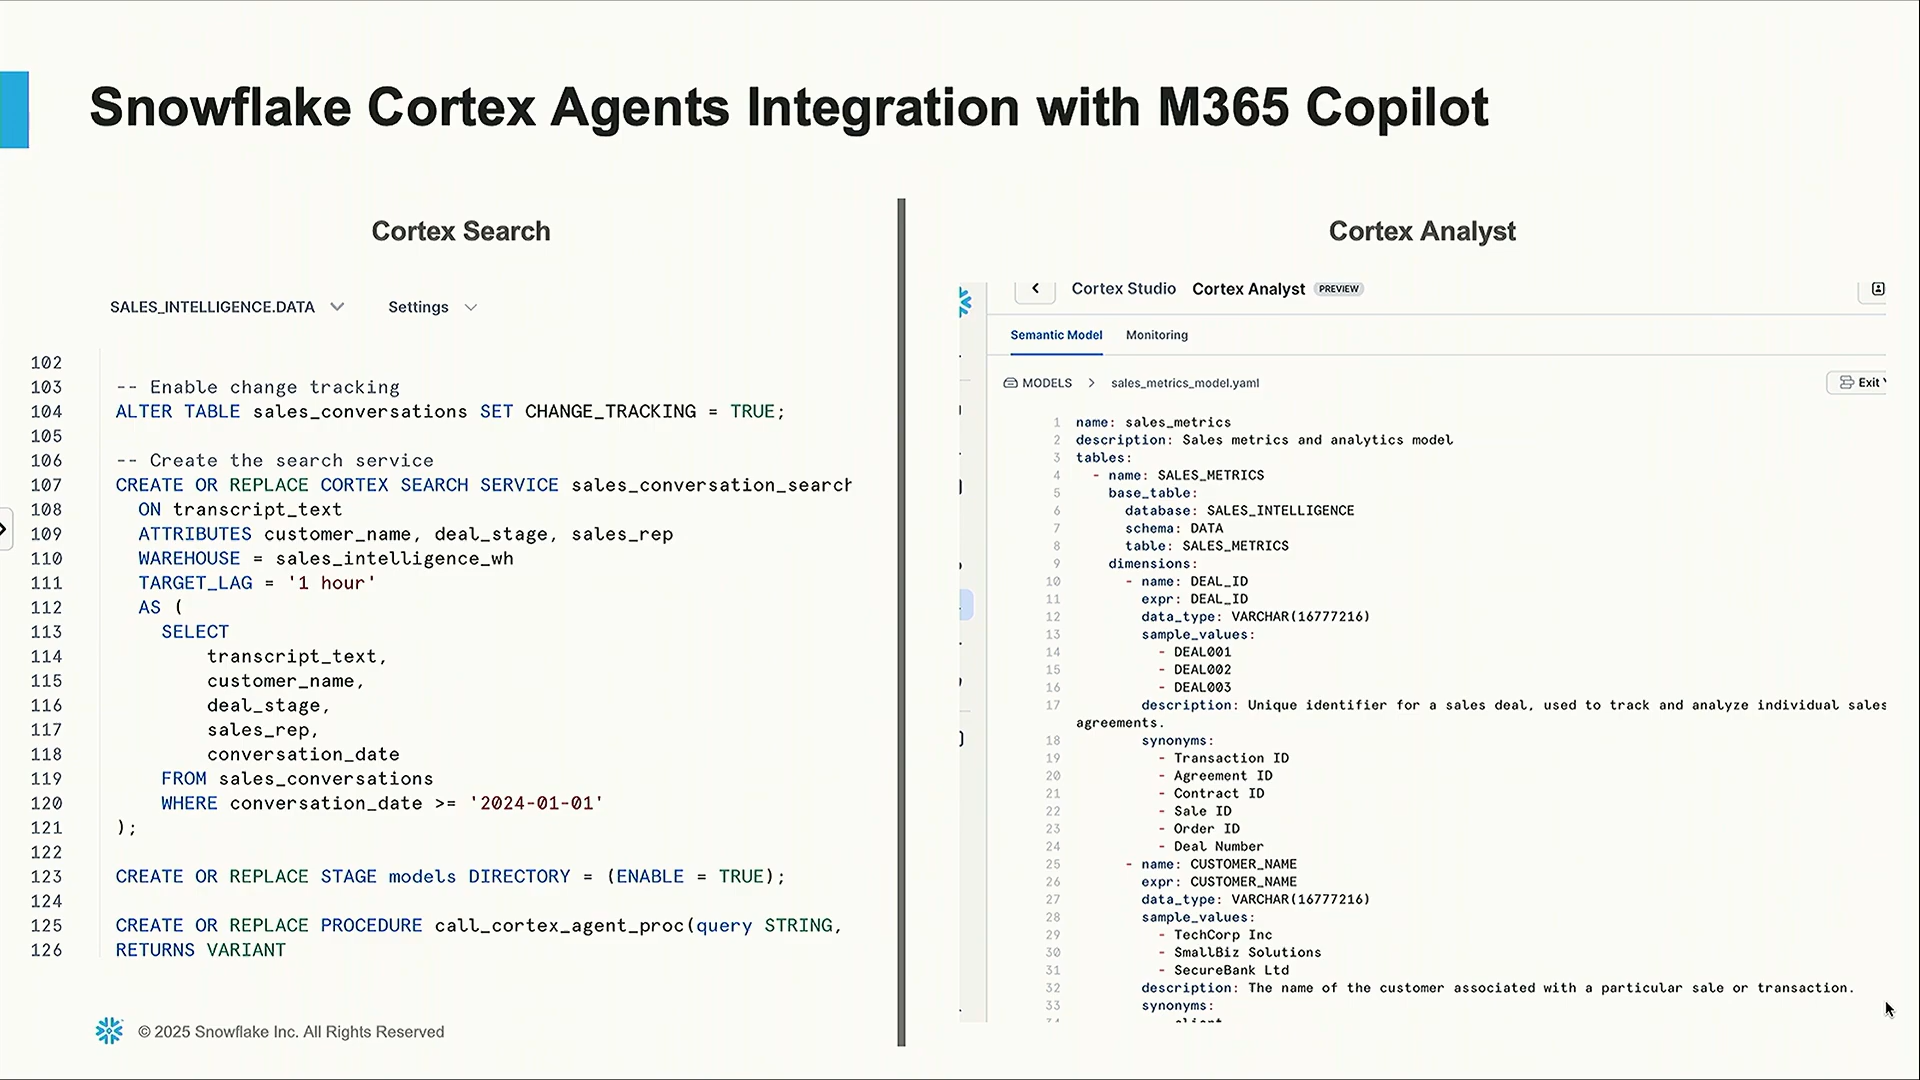 Snowflake Cortex Agents Integration with M365 Copilot
Cortex Search
SALES_INTELLIGENCE.DATA Settings
102
103 -- Enable change tracking
104 ALTER TABLE sales_conversations SET CHANGE_TRACKING = TRUE;
105
106 -- Create the search service
107 CREATE OR REPLACE CORTEX SEARCH SERVICE sales_conversation_search
108 ON transcript_text
109 ATTRIBUTES customer_name, deal_stage, sales_rep
110 WAREHOUSE = sales_intelligence_wh
111 TARGET_LAG = '1 hour'
112 AS (
113 SELECT
114 transcript_text,
115 customer_name,
116 deal_stage,
117 sales_rep,
118 conversation_date
119 FROM sales_conversations
120 WHERE conversation_date >= '2024-01-01'
121 );
122
123 CREATE OR REPLACE STAGE models DIRECTORY = (ENABLE = TRUE);
124
125 CREATE OR REPLACE PROCEDURE call_cortex_agent_proc(query STRING,
126 RETURNS VARIANT
Cortex Analyst
Cortex Studio Cortex Analyst PREVIEW
Semantic Model Monitoring
MODELS > sales_metrics_model.yaml
Exit
1 name: sales_metrics
2 description: Sales metrics and analytics model
3 tables:
4 - name: SALES_METRICS
5 base_table:
6 database: SALES_INTELLIGENCE
7 schema: DATA
8 table: SALES_METRICS
9 dimensions:
10 - name: DEAL_ID
11 expr: DEAL_ID
12 data_type: VARCHAR(16777216)
13 sample_values:
14 - DEAL001
15 - DEAL002
16 - DEAL003
17 description: Unique identifier for a sales deal, used to track and analyze individual sales
agreements.
18 synonyms:
19 - Transaction ID
20 - Agreement ID
21 - Contract ID
22 - Sale ID
23 - Order ID
24 - Deal Number
25 - name: CUSTOMER_NAME
26 expr: CUSTOMER_NAME
27 data_type: VARCHAR(16777216)
28 sample_values:
29 - TechCorp Inc
30 - SmallBiz Solutions
31 - SecureBank Ltd
32 description: The name of the customer associated with a particular sale or transaction.
33 synonyms:
© 2025 Snowflake Inc. All Rights Reserved